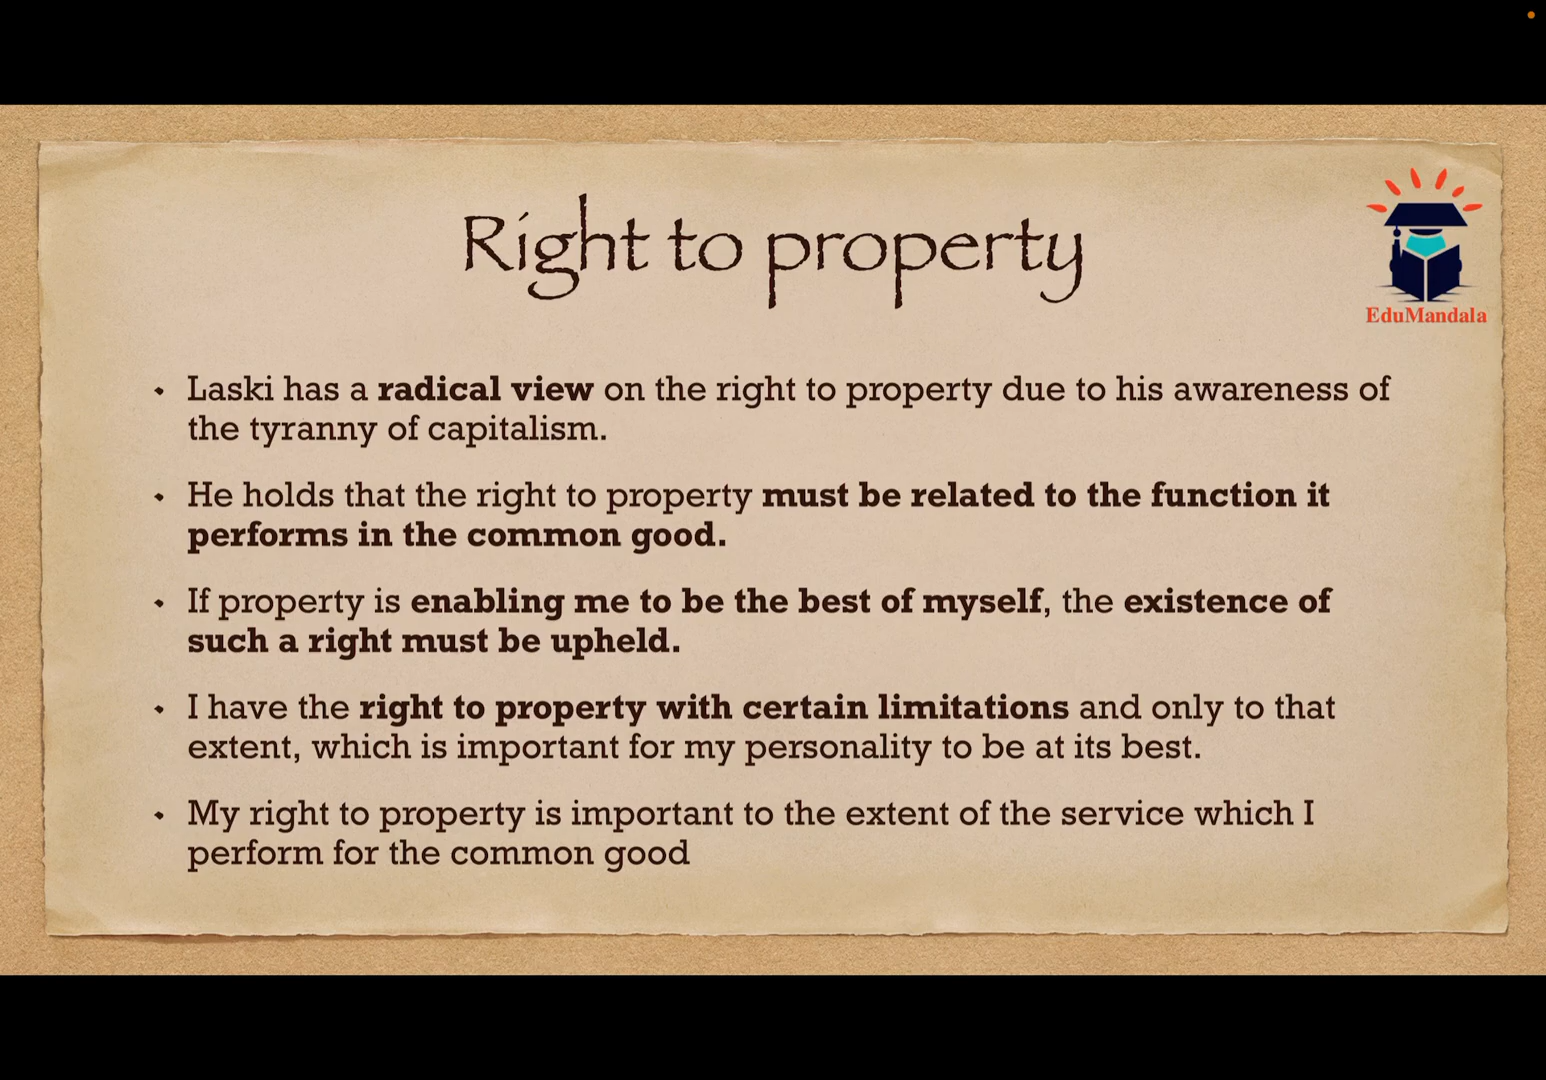 Right to property
EduMandala
Laski has a radical view on the right to property due to his awareness of
the tyranny of capitalism.
He holds that the right to property must be related to the function it
performs in the common good.
If property is enabling me to be the best of myself, the existence of
such a right must be upheld.
I have the right to property with certain limitations and only to that
extent, which is important for my personality to be at its best.
My right to property is important to the extent of the service which I
perform for the common good